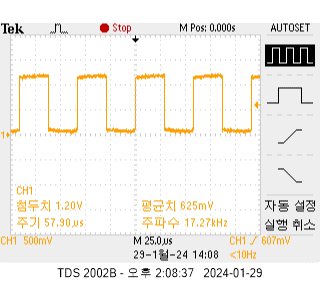 Tek Stop M Pos: 0.000s AUTOSET
1
CH1
첨두치 1.20V 평균치 625mV
주기 57.90㎲ 주파수 17.27kHz
자동 설정
실행 취소
CH1 500mV M 25.0㎲ CH1 607mV
29-1월-24 14:08 <10Hz
TDS 2002B - 오후 2:08:37 2024-01-29